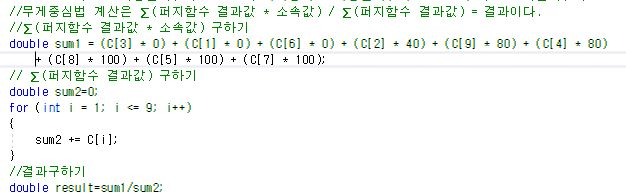 //무게중심법 계산은 ∑(퍼지함수 결과값 * 소속값) / ∑(퍼지함수 결과값) = 결과이다.
//∑(퍼지함수 결과값 * 소속값) 구하기
double sum1 = (C[3] * 0) + (C[1] * 0) + (C[6] * 0) + (C[2] * 40) + (C[9] * 80) + (C[4] * 80)
+ (C[8] * 100) + (C[5] * 100) + (C[7] * 100);
// ∑(퍼지함수 결과값) 구하기
double sum2=0;
for (int i = 1; i <= 9; i++)
{
sum2 += C[i];
}
//결과구하기
double result=sum1/sum2;